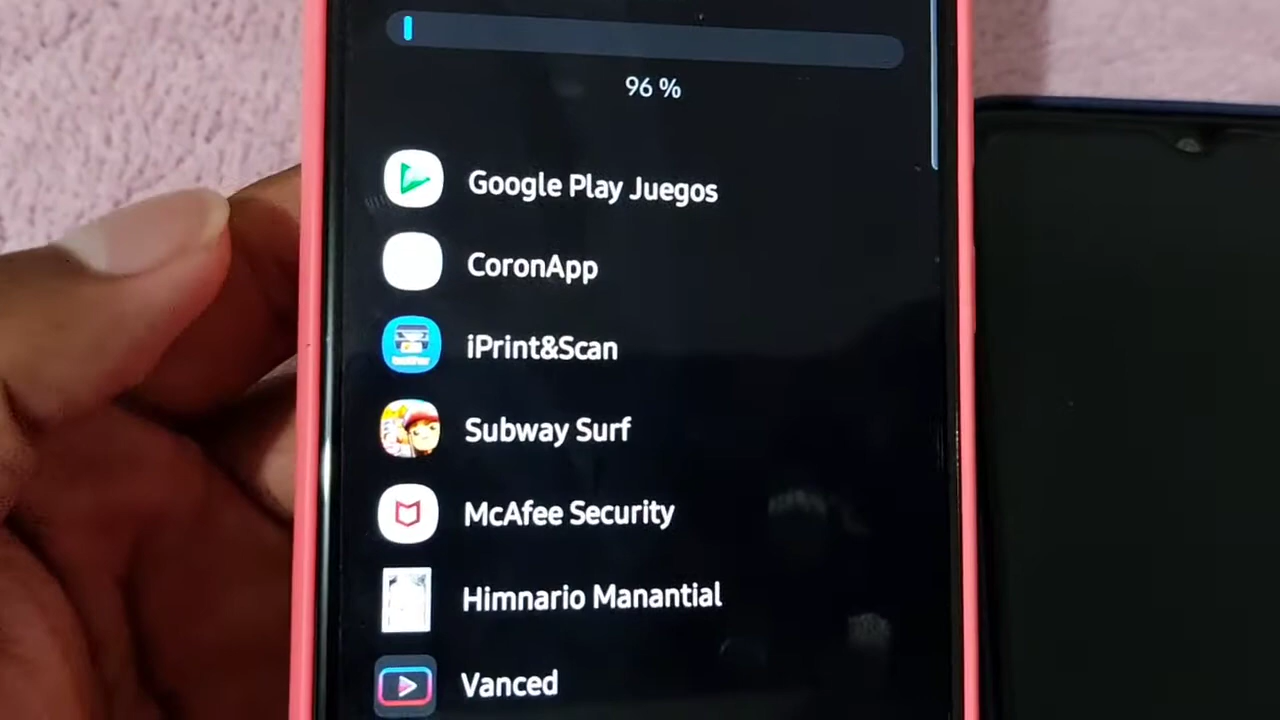 96 %
Google Play Juegos
CoronApp
iPrint&Scan
Subway Surf
McAfee Security
Himnario Manantial
Vanced